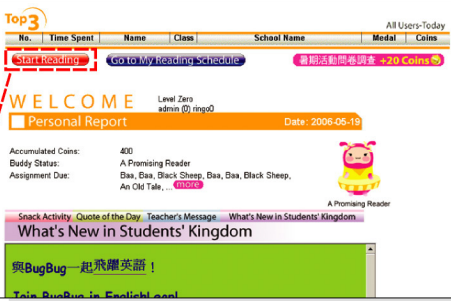 Top3
All Users-Today
No. Time Spent Name Class School Name Medal Coins
Start Reading Go to My Reading Schedule 暑期活動問卷調查 +20 Coins
WELCOME Level Zero
admin (0) ringo0
Personal Report Date: 2006-05-19
Accumulated Coins: 400
Buddy Status: A Promising Reader
Assignment Due: Baa, Baa, Black Sheep, Baa, Baa, Black Sheep,
An Old Tale, ... more
A Promising Reader
Snack Activity Quote of the Day Teacher's Message What's New in Students' Kingdom
What's New in Students' Kingdom
與BugBug一起飛躍英語！
Join BugBug in EnglishLeap!